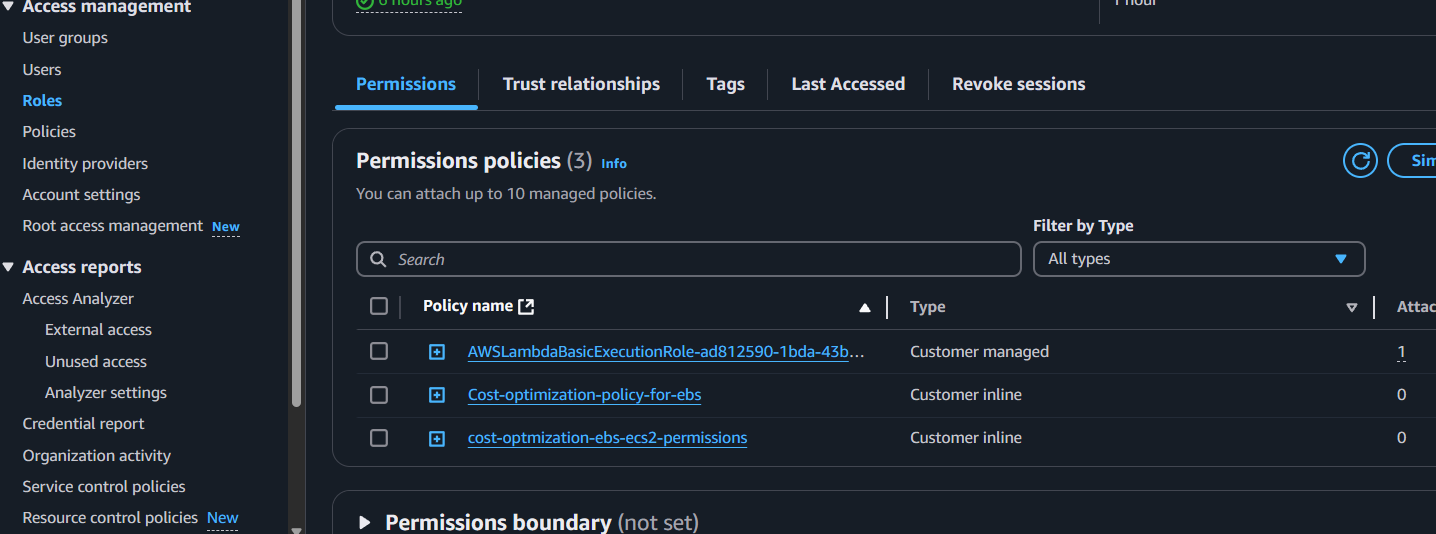 Access management
User groups
Users
Roles
Policies
Identity providers
Account settings
Root access management New
Access reports
Access Analyzer
External access
Unused access
Analyzer settings
Credential report
Organization activity
Service control policies
Resource control policies New
6 hours ago
1 hour
Permissions Trust relationships Tags Last Accessed Revoke sessions
Permissions policies (3) Info
Sim
You can attach up to 10 managed policies.
Filter by Type
Search
All types
Policy name Type Attac
AWSLambdaBasicExecutionRole-ad812590-1bda-43b... Customer managed 1
Cost-optimization-policy-for-ebs Customer inline 0
cost-optmization-ebs-ecs2-permissions Customer inline 0
Permissions boundary (not set)